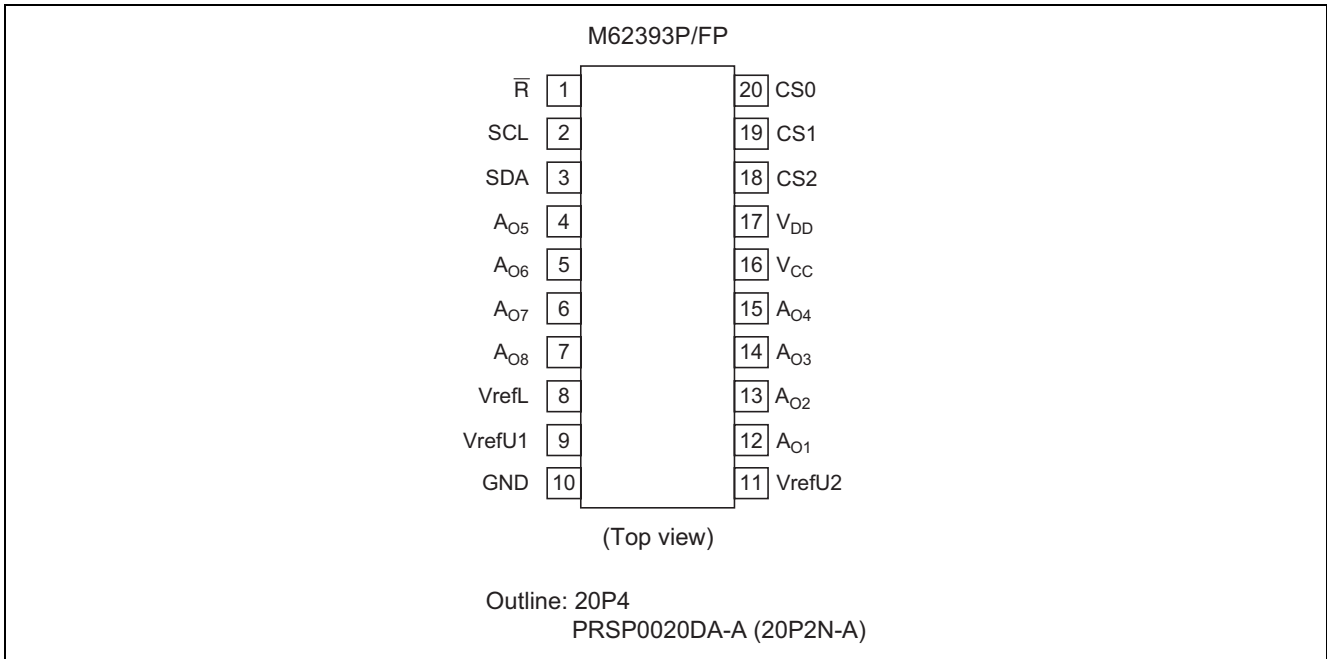 M62393P/FP
R̅ 1 20 CS0
SCL 2 19 CS1
SDA 3 18 CS2
AO5 4 17 VDD
AO6 5 16 VCC
AO7 6 15 AO4
AO8 7 14 AO3
VrefL 8 13 AO2
VrefU1 9 12 AO1
GND 10 11 VrefU2
(Top view)
Outline: 20P4
PRSP0020DA-A (20P2N-A)